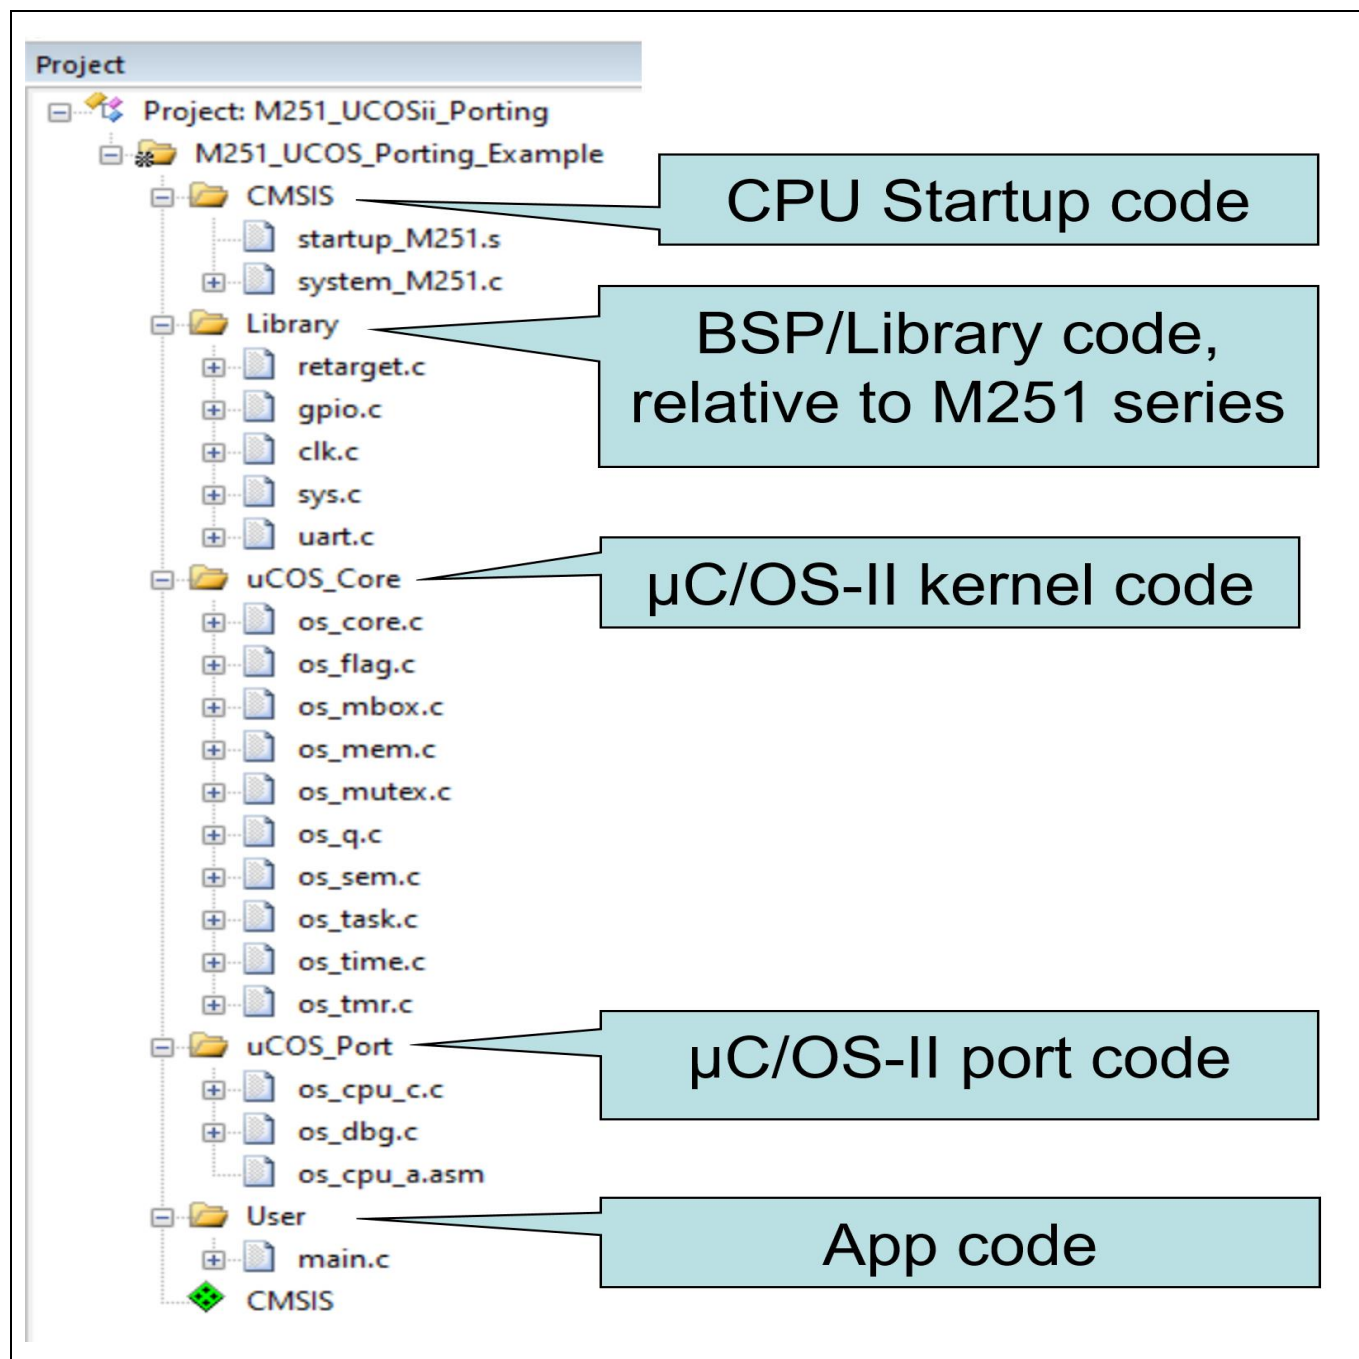 Project
Project: M251_UCOSii_Porting
M251_UCOS_Porting_Example
CMSIS
CPU Startup code
startup_M251.s
system_M251.c
Library
BSP/Library code,
relative to M251 series
retarget.c
gpio.c
clk.c
sys.c
uart.c
uCOS_Core
µC/OS-II kernel code
os_core.c
os_flag.c
os_mbox.c
os_mem.c
os_mutex.c
os_q.c
os_sem.c
os_task.c
os_time.c
os_tmr.c
uCOS_Port
µC/OS-II port code
os_cpu_c.c
os_dbg.c
os_cpu_a.asm
User
App code
main.c
CMSIS